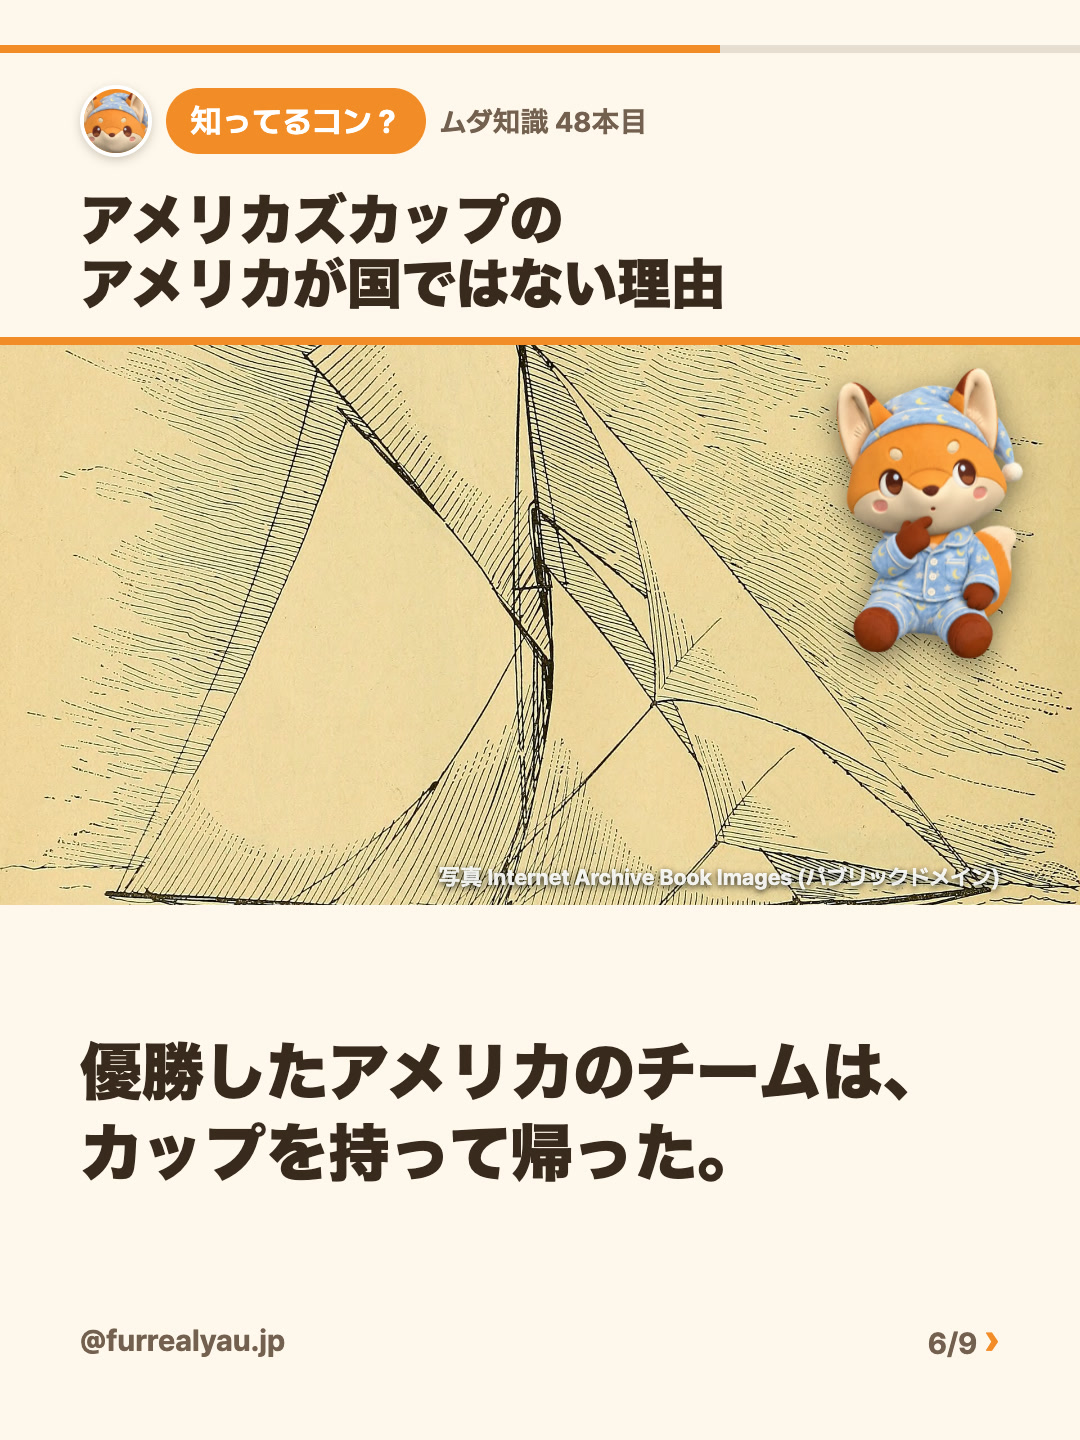 知ってるコン？
ムダ知識 48本目
アメリカズカップの
アメリカが国ではない理由
写真 Internet Archive Book Images (パブリックドメイン)
優勝したアメリカのチームは、
カップを持って帰った。
@furrealyau.jp
6/9 ›